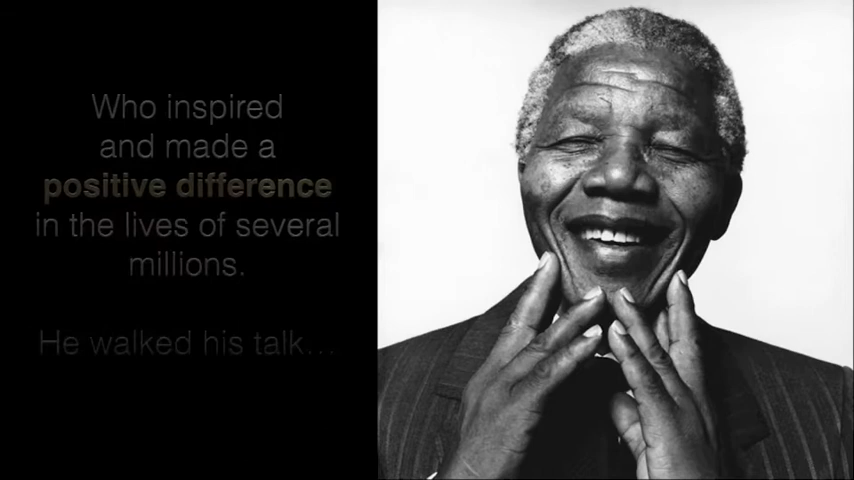 Who inspired
and made a
positive difference
in the lives of several
millions.
He walked his talk...